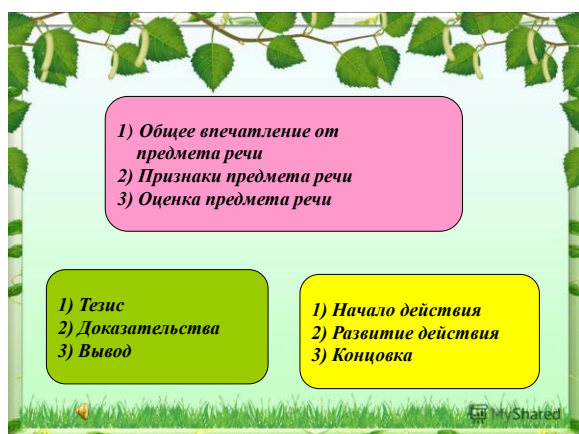 1) Общее впечатление от
предмета речи
2) Признаки предмета речи
3) Оценка предмета речи
1) Тезис
2) Доказательства
3) Вывод
1) Начало действия
2) Развитие действия
3) Концовка
MyShared